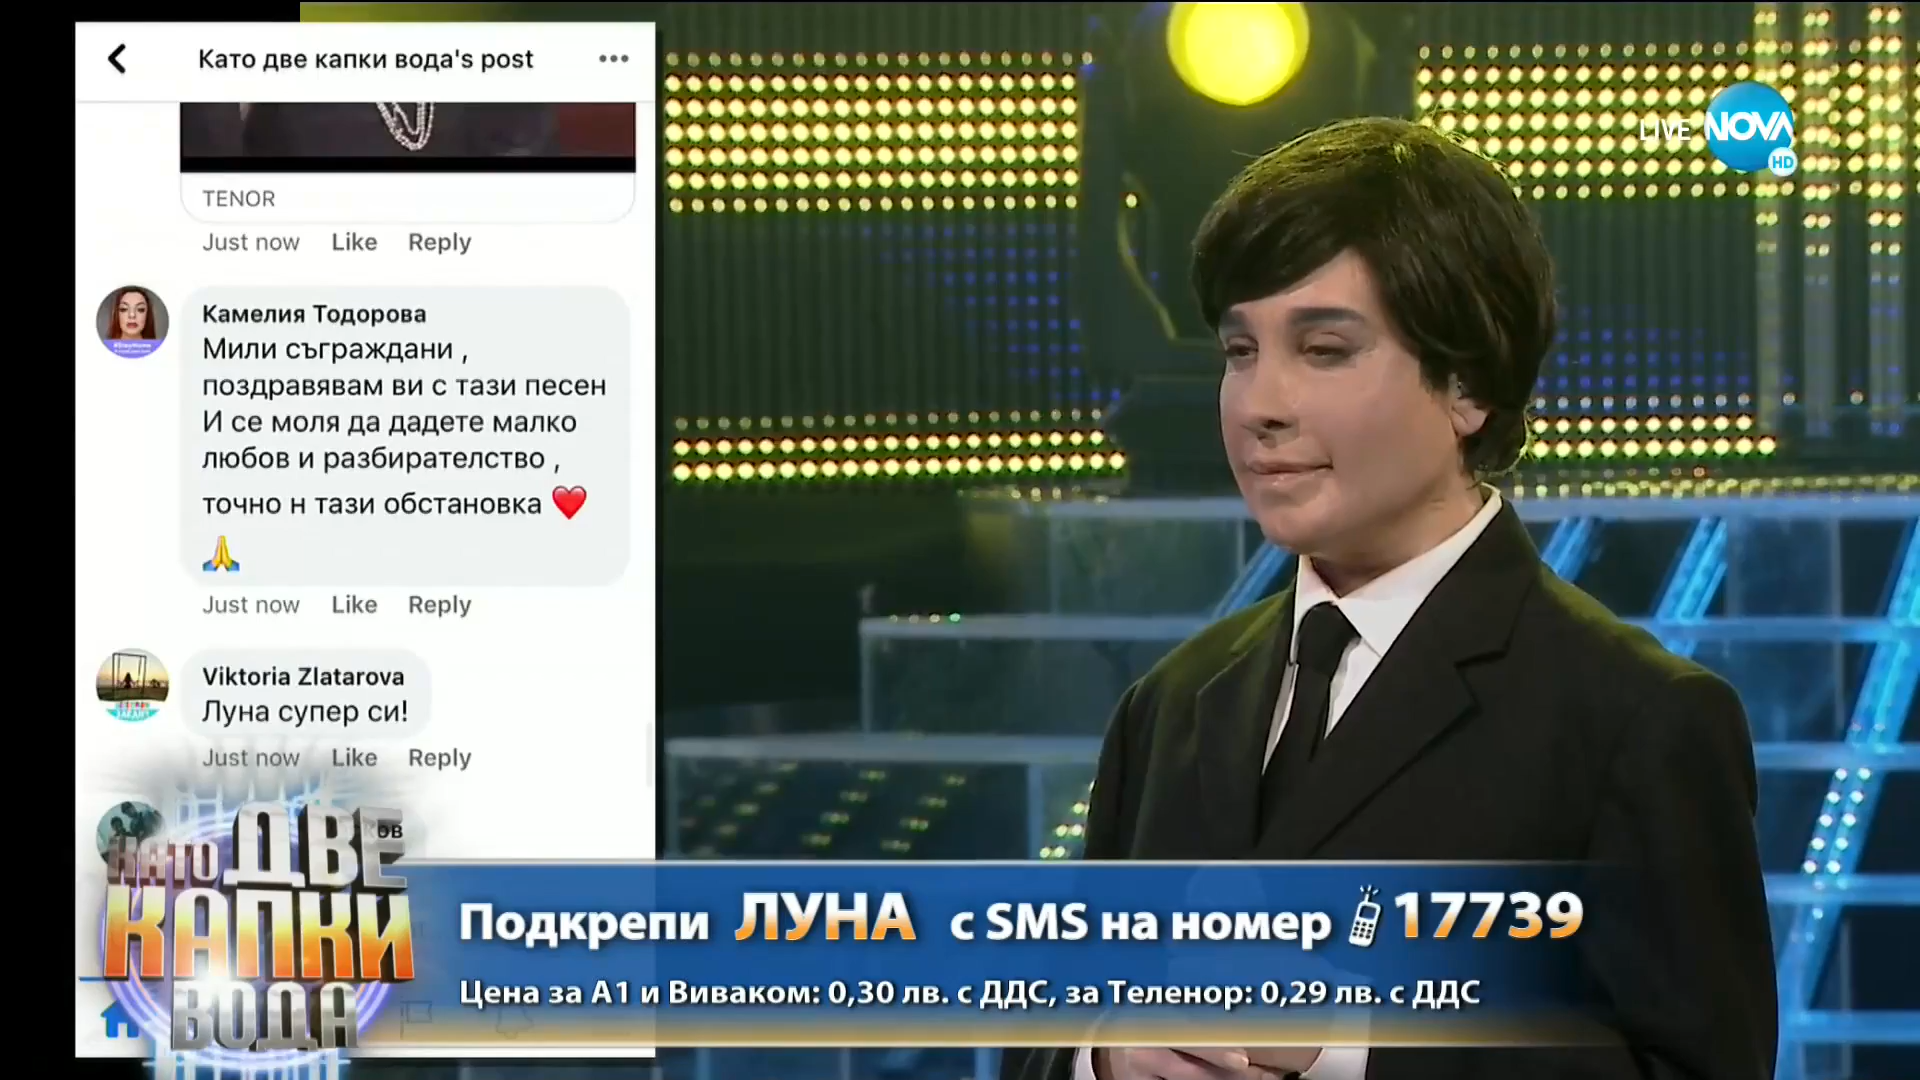 Като две капки вода's post
TENOR
Just now Like Reply
Камелия Тодорова
Мили съграждани ,
поздравявам ви с тази песен
И се моля да дадете малко
любов и разбирателство ,
точно н тази обстановка ❤️
🙏
Just now Like Reply
Viktoria Zlatarova
Луна супер си!
Just now Like Reply
ков
LIVE NOVA
HD
КАТО ДВЕ
КАПКИ
ВОДА
Подкрепи ЛУНА с SMS на номер 17739
Цена за А1 и Виваком: 0,30 лв. с ДДС, за Теленор: 0,29 лв. с ДДС